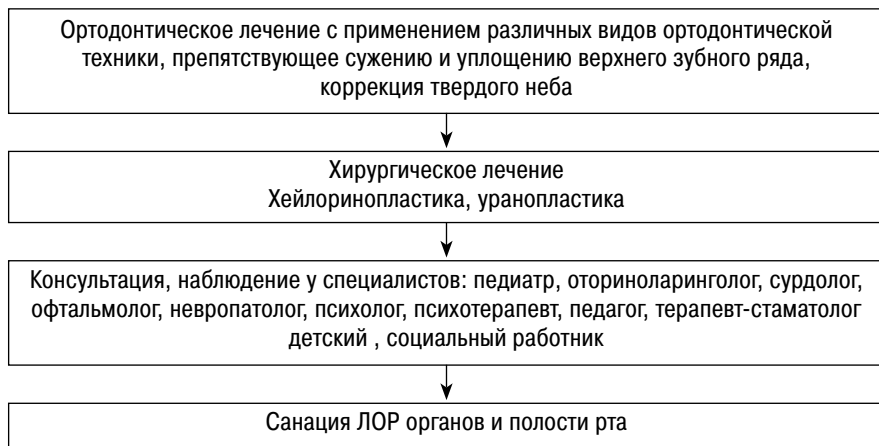 Ортодонтическое лечение с применением различных видов ортодонтической
техники, препятствующее сужению и уплощению верхнего зубного ряда,
коррекция твердого неба
Хирургическое лечение
Хейлоринопластика, уранопластика
Консультация, наблюдение у специалистов: педиатр, оториноларинголог, сурдолог,
офтальмолог, невропатолог, психолог, психотерапевт, педагог, терапевт-стаматолог
детский , социальный работник
Санация ЛОР органов и полости рта